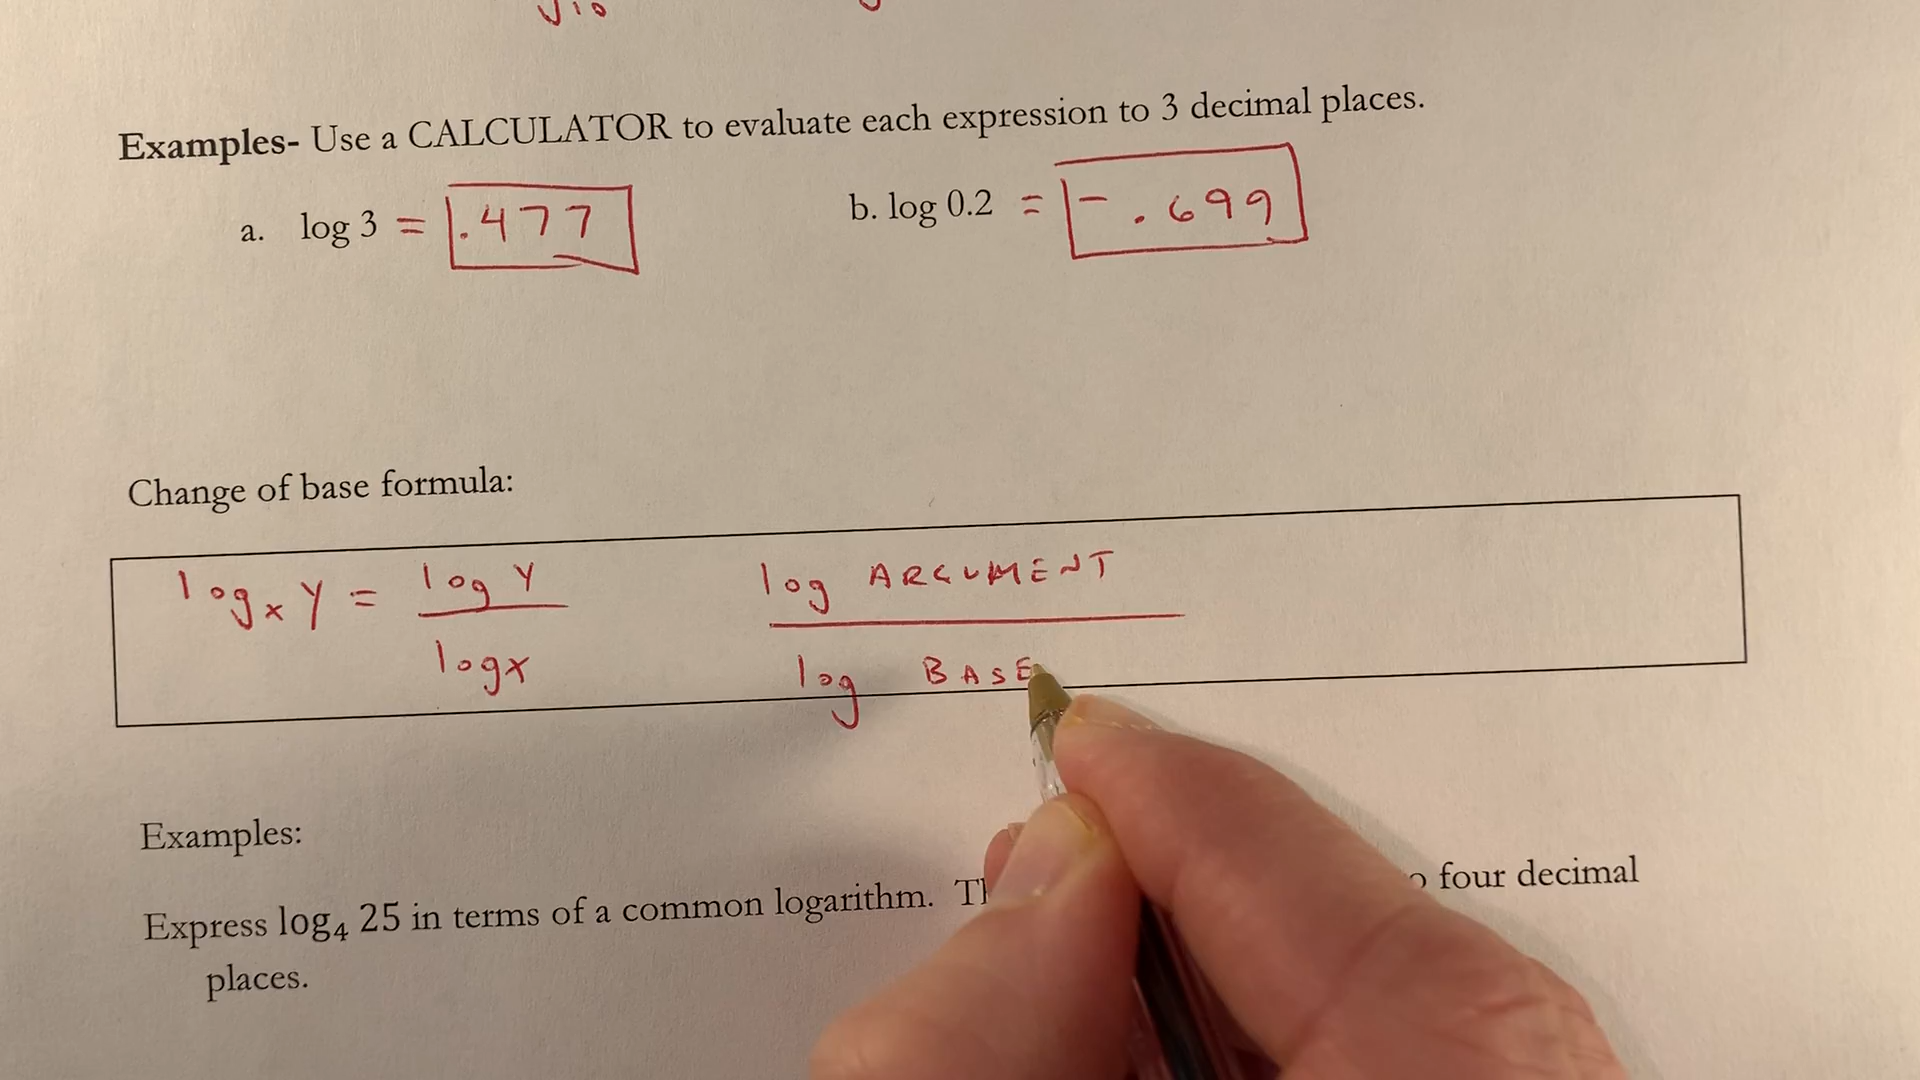 √10
Examples- Use a CALCULATOR to evaluate each expression to 3 decimal places.
a. log 3 = .477 b. log 0.2 = -.699
Change of base formula:
logₓ Y = log Y / log x log ARGUMENT / log BASE
Examples:
Express log₄ 25 in terms of a common logarithm. four decimal
places.